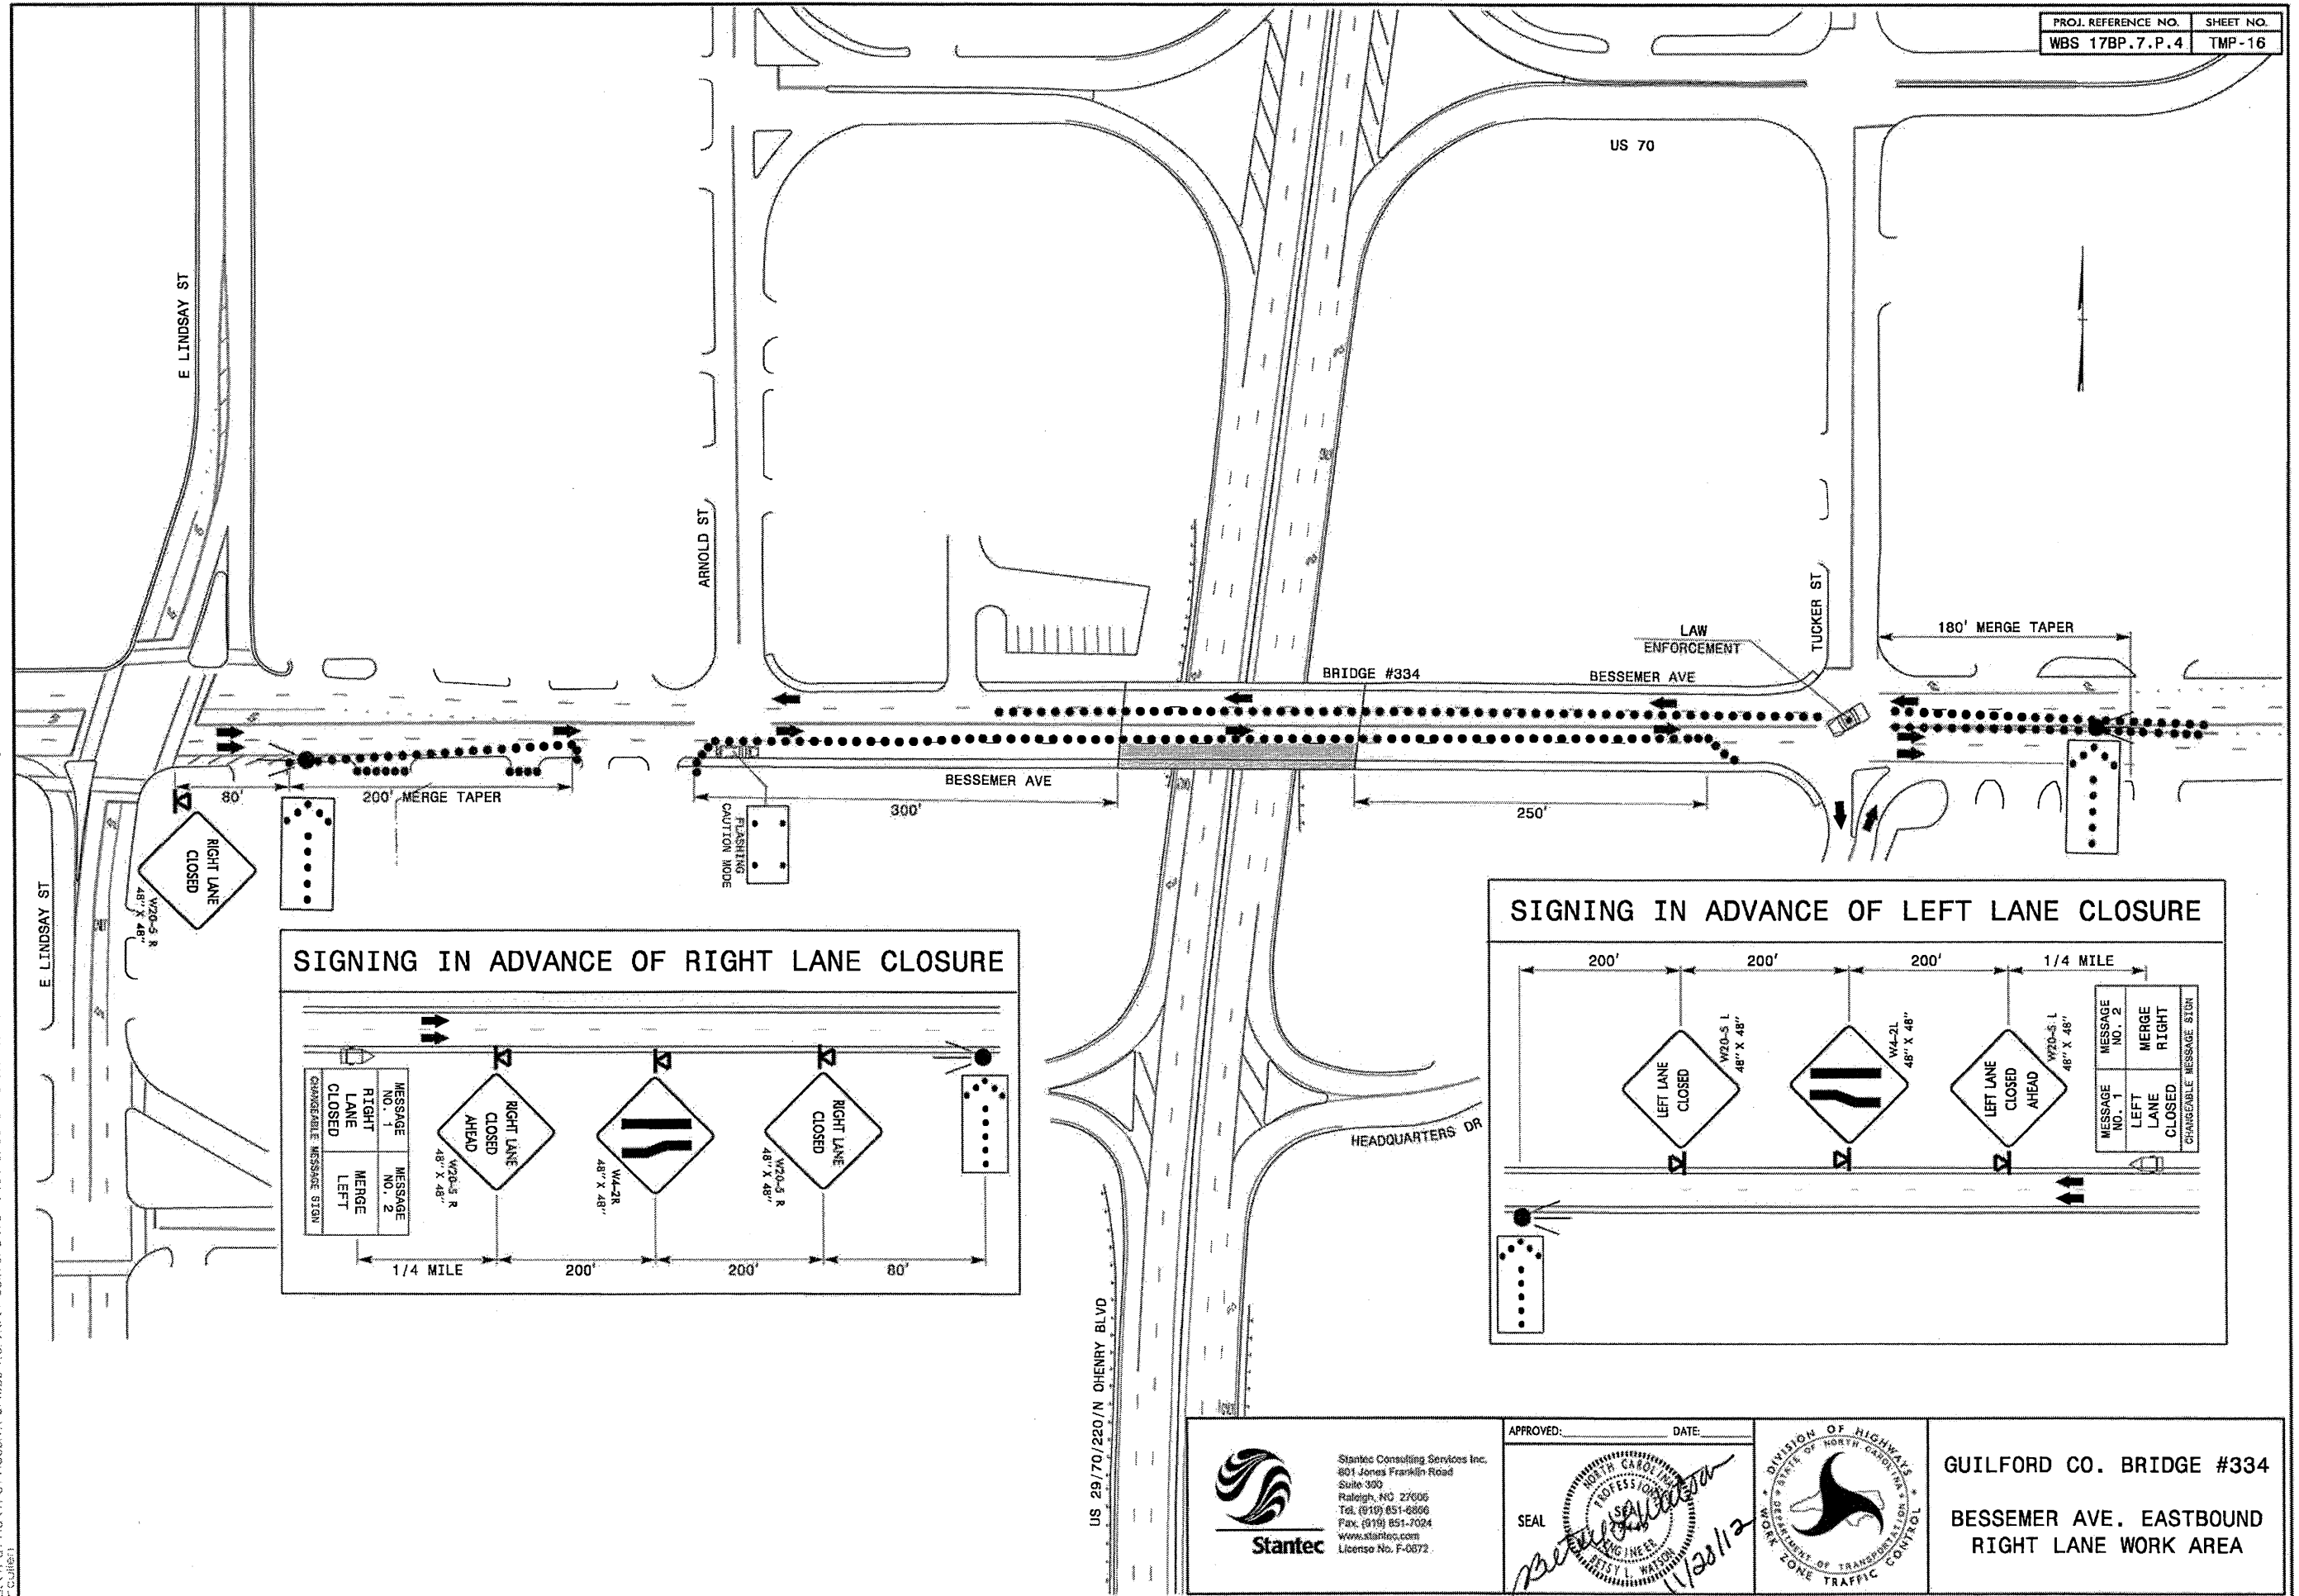 PROJ. REFERENCE NO.
SHEET NO.
WBS 17BP.7.P.4
TMP-16
US 70
E LINDSAY ST
ARNOLD ST
TUCKER ST
LAW
ENFORCEMENT
180' MERGE TAPER
BRIDGE #334
BESSEMER AVE
BESSEMER AVE
80'
200' MERGE TAPER
300'
250'
FLASHING
CAUTION MODE
RIGHT LANE
CLOSED
W20-5 R
48" X 48"
E LINDSAY ST
SIGNING IN ADVANCE OF RIGHT LANE CLOSURE
MESSAGE
NO. 1
MESSAGE
NO. 2
RIGHT
LANE
CLOSED
MERGE
LEFT
CHANGEABLE MESSAGE SIGN
RIGHT LANE
CLOSED
AHEAD
W20-5 R
48" X 48"
W4-2R
48" X 48"
RIGHT LANE
CLOSED
W20-5 R
48" X 48"
1/4 MILE
200'
200'
80'
SIGNING IN ADVANCE OF LEFT LANE CLOSURE
200'
200'
200'
1/4 MILE
LEFT LANE
CLOSED
W20-5 L
48" X 48"
W4-2L
48" X 48"
LEFT LANE
CLOSED
AHEAD
W20-5 L
48" X 48"
MESSAGE
NO. 1
MESSAGE
NO. 2
LEFT
LANE
CLOSED
MERGE
RIGHT
CHANGEABLE MESSAGE SIGN
HEADQUARTERS DR
US 29/70/220/N OHENRY BLVD
Stantec
Stantec Consulting Services Inc.
801 Jones Franklin Road
Suite 300
Raleigh, NC 27606
Tel. (919) 851-6866
Fax. (919) 851-7024
www.stantec.com
License No. F-0672
APPROVED:
DATE:
SEAL
NORTH CAROLINA
PROFESSIONAL
SEAL
ENGINEER
BETSY L. WATSON
Betsy L Watson
11/28/12
DIVISION OF HIGHWAYS
STATE OF NORTH CAROLINA
DEPARTMENT OF TRANSPORTATION
WORK ZONE TRAFFIC CONTROL
GUILFORD CO. BRIDGE #334
BESSEMER AVE. EASTBOUND
RIGHT LANE WORK AREA